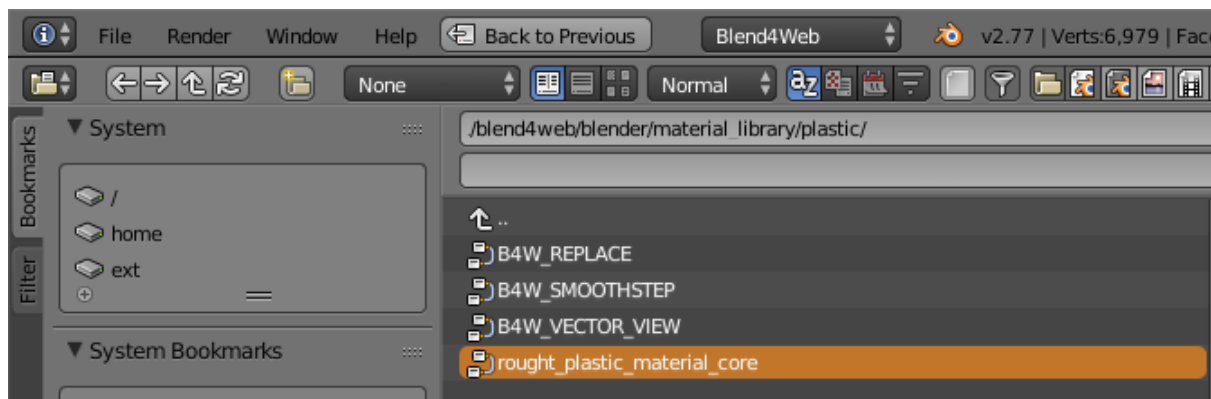 File Render Window Help Back to Previous Blend4Web v2.77 | Verts:6,979 | Fac
None Normal
Bookmarks
Filter
System
/
home
ext
System Bookmarks
/blend4web/blender/material_library/plastic/
..
B4W_REPLACE
B4W_SMOOTHSTEP
B4W_VECTOR_VIEW
rought_plastic_material_core